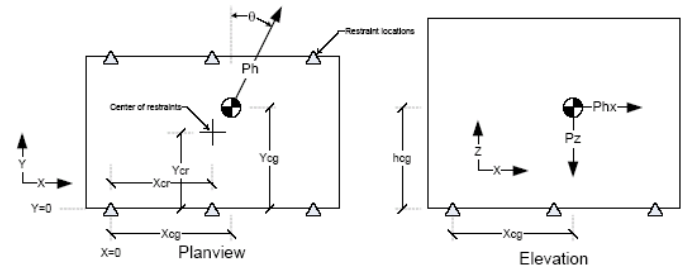 θ
Restraint locations
Ph
Center of restraints
Phx
Ycg
hcg
Pz
Y
Z
Ycr
X
Xcr
X
Y=0
Xcg
Xcg
X=0
Planview
Elevation